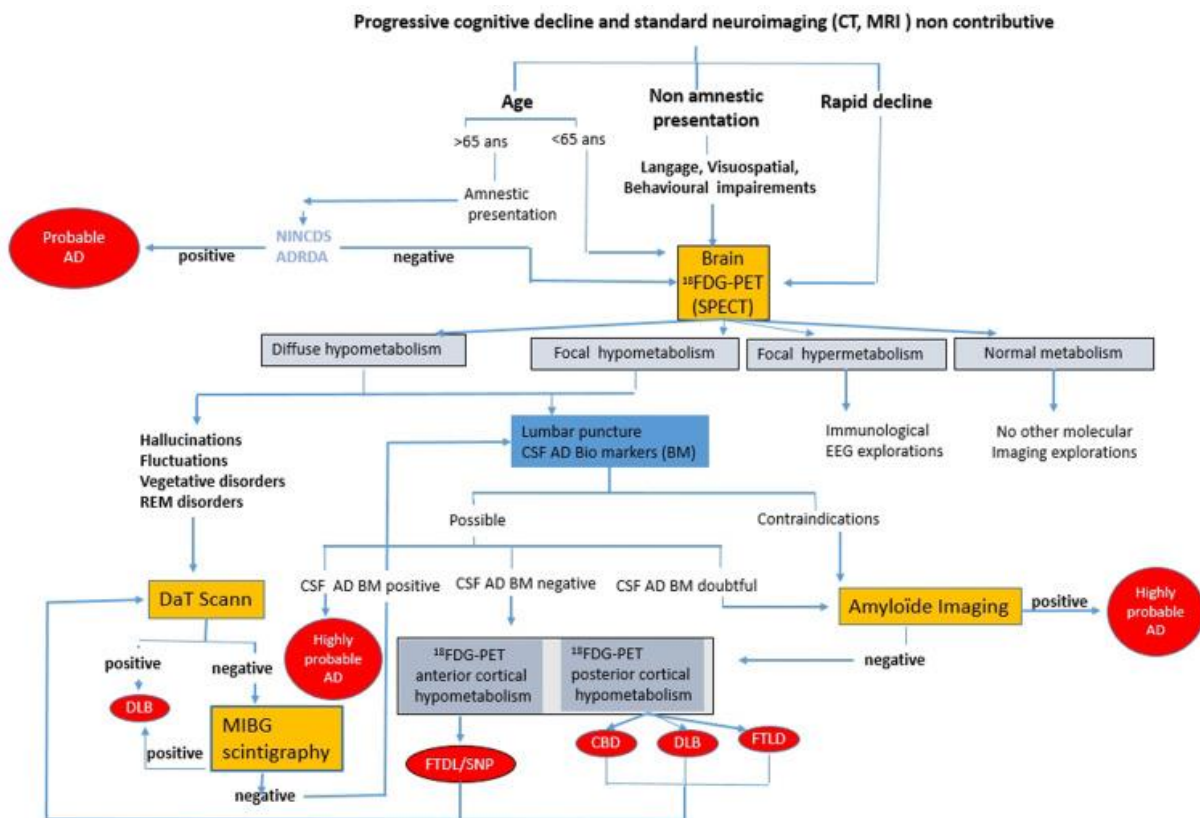 Progressive cognitive decline and standard neuroimaging (CT, MRI ) non contributive
Age
Non amnestic
presentation
Rapid decline
>65 ans
<65 ans
Langage, Visuospatial,
Behavioural impairements
Amnestic
presentation
Probable
AD
positive
NINCDS
ADRDA
negative
Brain
¹⁸FDG-PET
(SPECT)
Diffuse hypometabolism
Focal hypometabolism
Focal hypermetabolism
Normal metabolism
Hallucinations
Fluctuations
Vegetative disorders
REM disorders
Lumbar puncture
CSF AD Bio markers (BM)
Immunological
EEG explorations
No other molecular
Imaging explorations
Possible
Contraindications
CSF AD BM positive
CSF AD BM negative
CSF AD BM doubtful
DaT Scann
Highly
probable
AD
Amyloïde Imaging
positive
Highly
probable
AD
negative
positive
negative
¹⁸FDG-PET
anterior cortical
hypometabolism
¹⁸FDG-PET
posterior cortical
hypometabolism
DLB
MIBG
scintigraphy
positive
negative
FTDL/SNP
CBD
DLB
FTLD